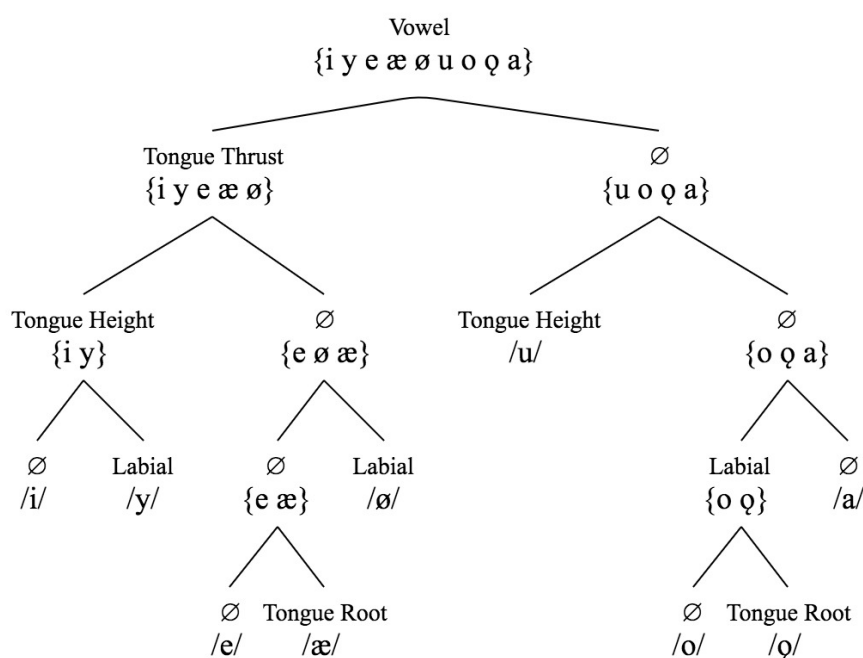 Vowel
{i y e æ ø u o ǫ a}
Tongue Thrust ∅
{i y e æ ø} {u o ǫ a}
Tongue Height ∅ Tongue Height ∅
{i y} {e ø æ} /u/ {o ǫ a}
∅ Labial ∅ Labial Labial ∅
/i/ /y/ {e æ} /ø/ {o ǫ} /a/
∅ Tongue Root ∅ Tongue Root
/e/ /æ/ /o/ /ǫ/